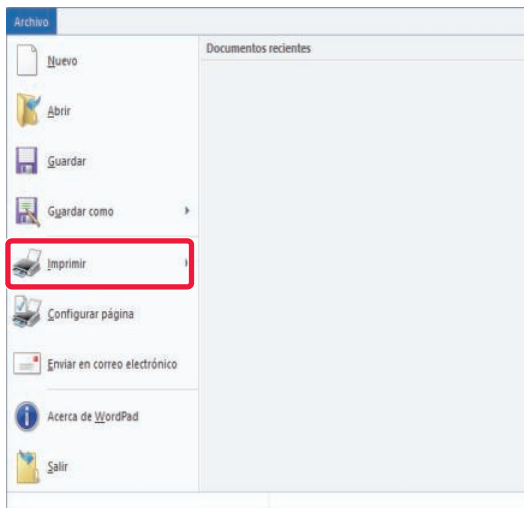 Archivo
Documentos recientes
Nuevo
Abrir
Guardar
Guardar como
Imprimir
Configurar página
Enviar en correo electrónico
Acerca de WordPad
Salir